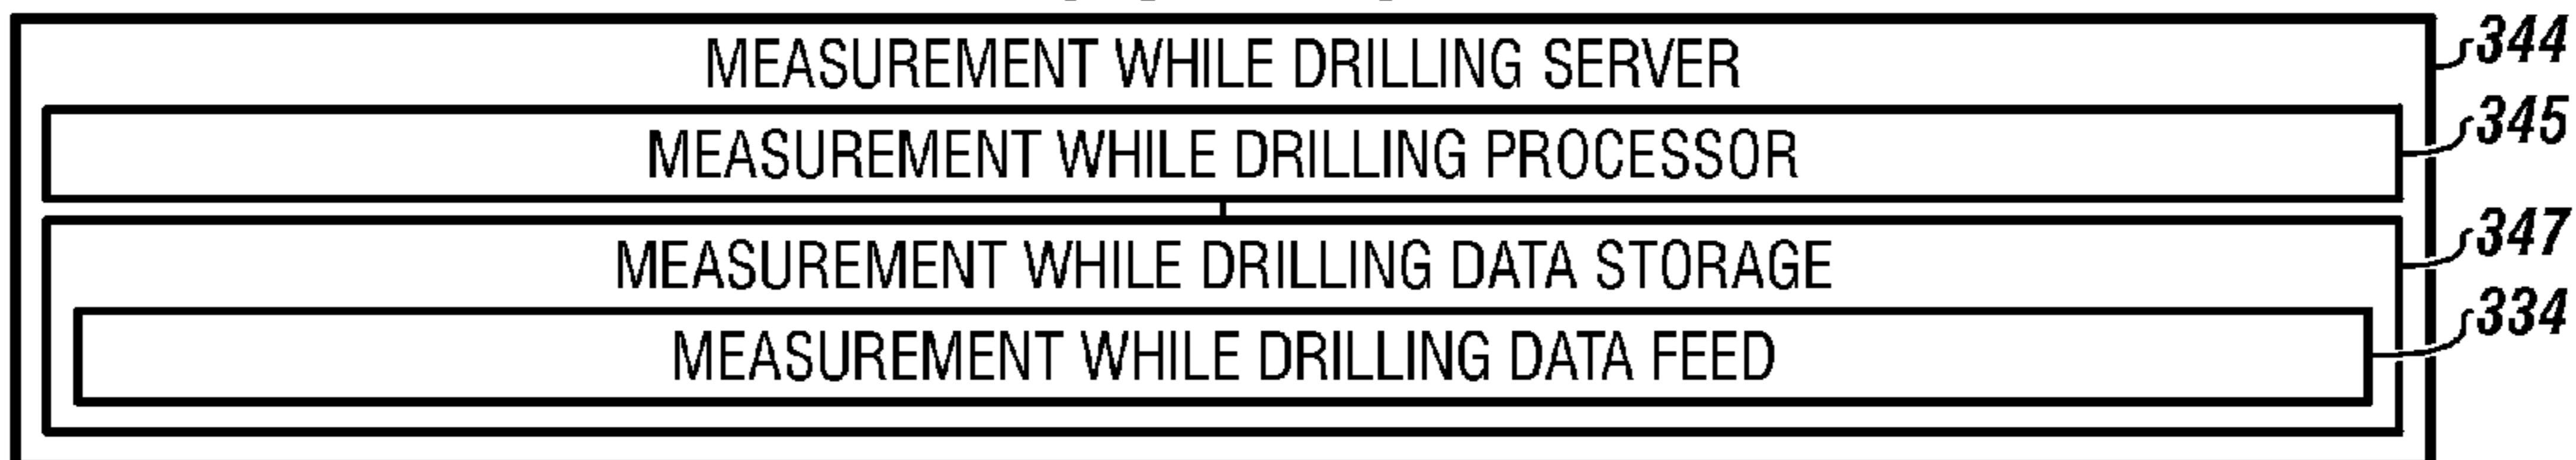 MEASUREMENT WHILE DRILLING SERVER 344
MEASUREMENT WHILE DRILLING PROCESSOR 345
MEASUREMENT WHILE DRILLING DATA STORAGE 347
MEASUREMENT WHILE DRILLING DATA FEED 334